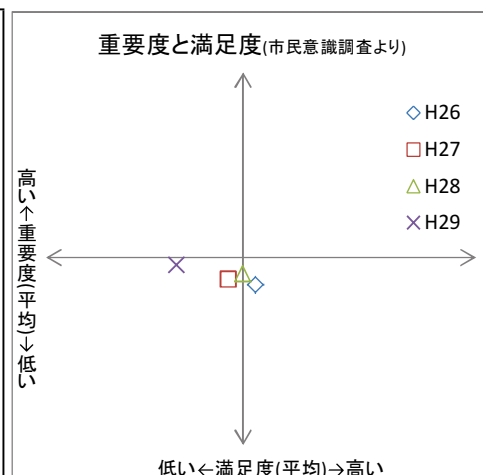 重要度と満足度(市民意識調査より)
H26
H27
H28
H29
高い↑重要度(平均)↓低い
低い←満足度(平均)→高い